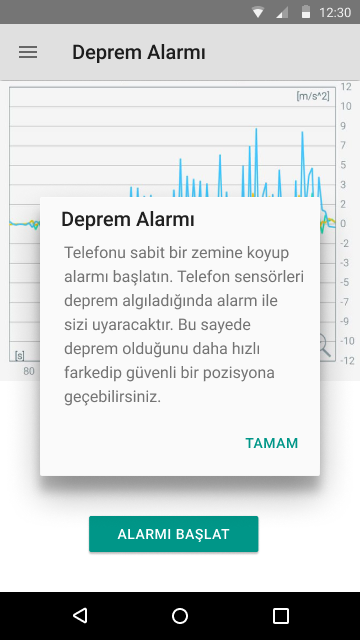 12:30
Deprem Alarmı
[m/s^2]
12
10
9
7
5
3
2
0
-2
-3
-5
-7
-9
-10
-12
[s]
80
Deprem Alarmı
Telefonu sabit bir zemine koyup
alarmı başlatın. Telefon sensörleri
deprem algıladığında alarm ile
sizi uyaracaktır. Bu sayede
deprem olduğunu daha hızlı
farkedip güvenli bir pozisyona
geçebilirsiniz.
TAMAM
ALARMI BAŞLAT